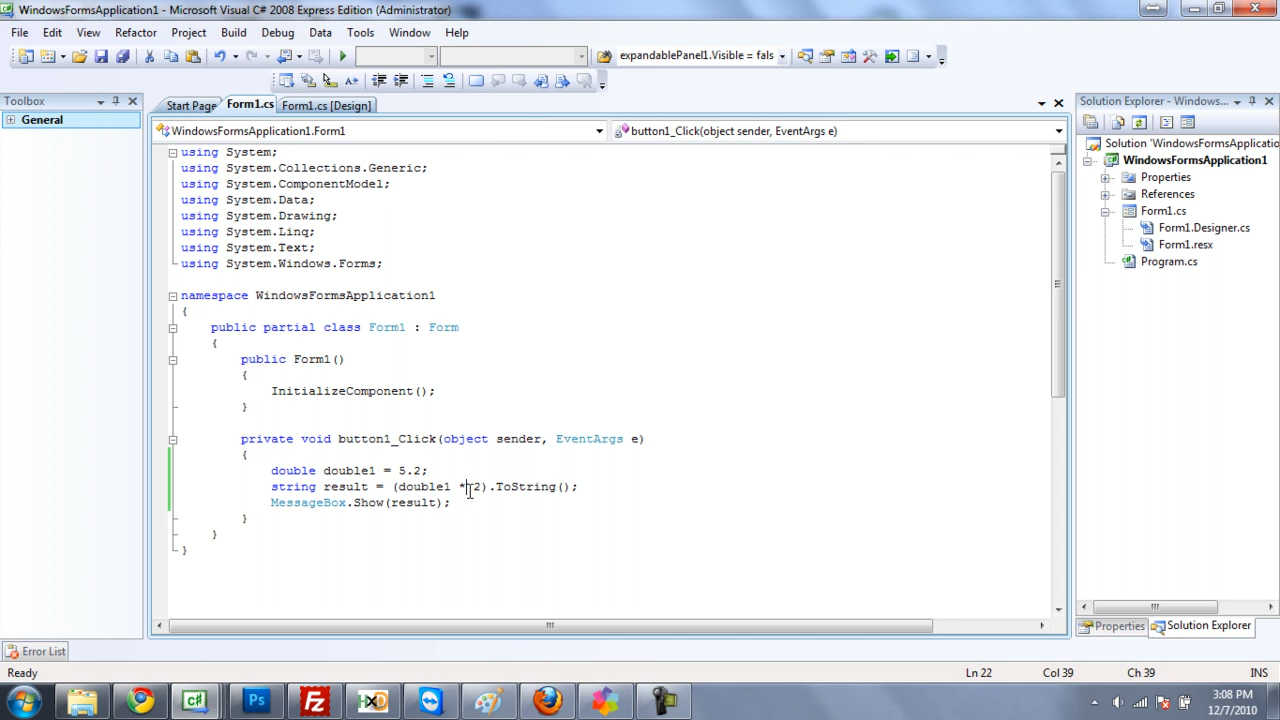 WindowsFormsApplication1 - Microsoft Visual C# 2008 Express Edition (Administrator)
File Edit View Refactor Project Build Debug Data Tools Window Help
expandablePanel1.Visible = fals
Toolbox
General
Start Page Form1.cs Form1.cs [Design]
WindowsFormsApplication1.Form1 button1_Click(object sender, EventArgs e)
using System;
using System.Collections.Generic;
using System.ComponentModel;
using System.Data;
using System.Drawing;
using System.Linq;
using System.Text;
using System.Windows.Forms;
namespace WindowsFormsApplication1
{
public partial class Form1 : Form
{
public Form1()
{
InitializeComponent();
}
private void button1_Click(object sender, EventArgs e)
{
double double1 = 5.2;
string result = (double1 * 2).ToString();
MessageBox.Show(result);
}
}
}
Solution Explorer - Windows...
Solution 'WindowsFormsApplicatio
WindowsFormsApplication1
Properties
References
Form1.cs
Form1.Designer.cs
Form1.resx
Program.cs
Properties Solution Explorer
Error List
Ready Ln 22 Col 39 Ch 39 INS
C# Ps Fz
3:08 PM
12/7/2010